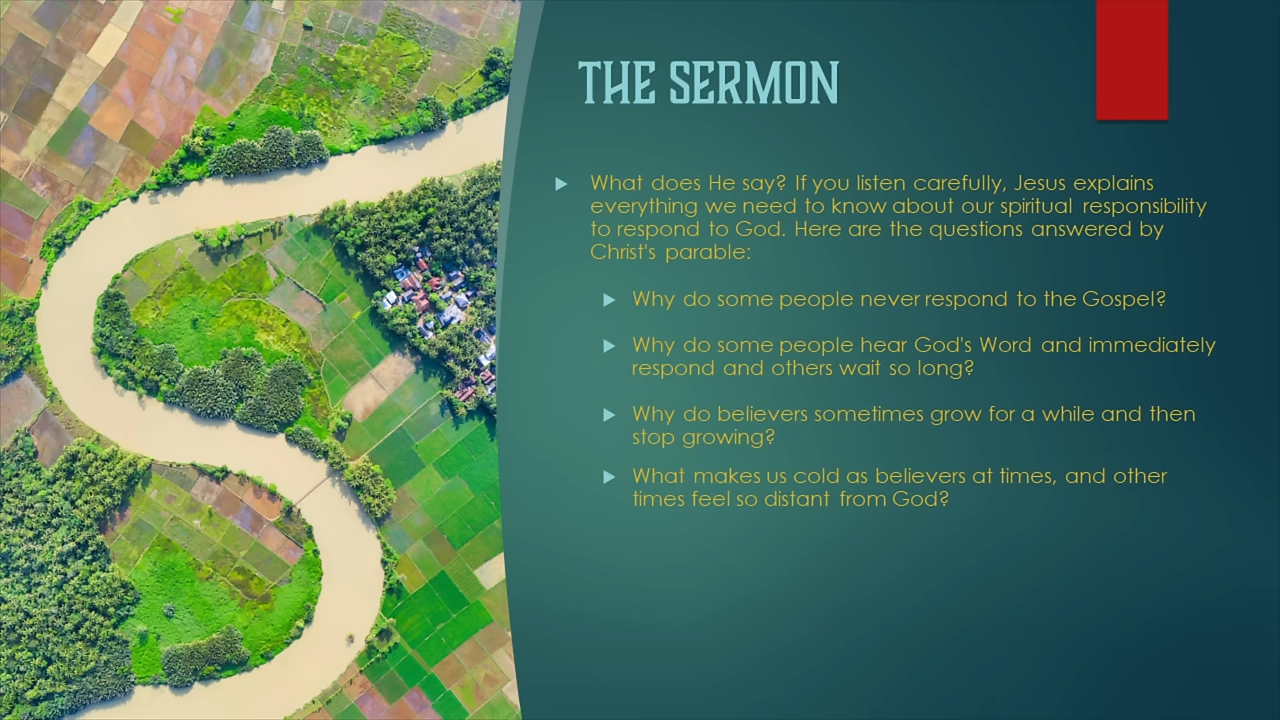 THE SERMON
What does He say? If you listen carefully, Jesus explains
everything we need to know about our spiritual responsibility
to respond to God. Here are the questions answered by
Christ's parable:
Why do some people never respond to the Gospel?
Why do some people hear God's Word and immediately
respond and others wait so long?
Why do believers sometimes grow for a while and then
stop growing?
What makes us cold as believers at times, and other
times feel so distant from God?